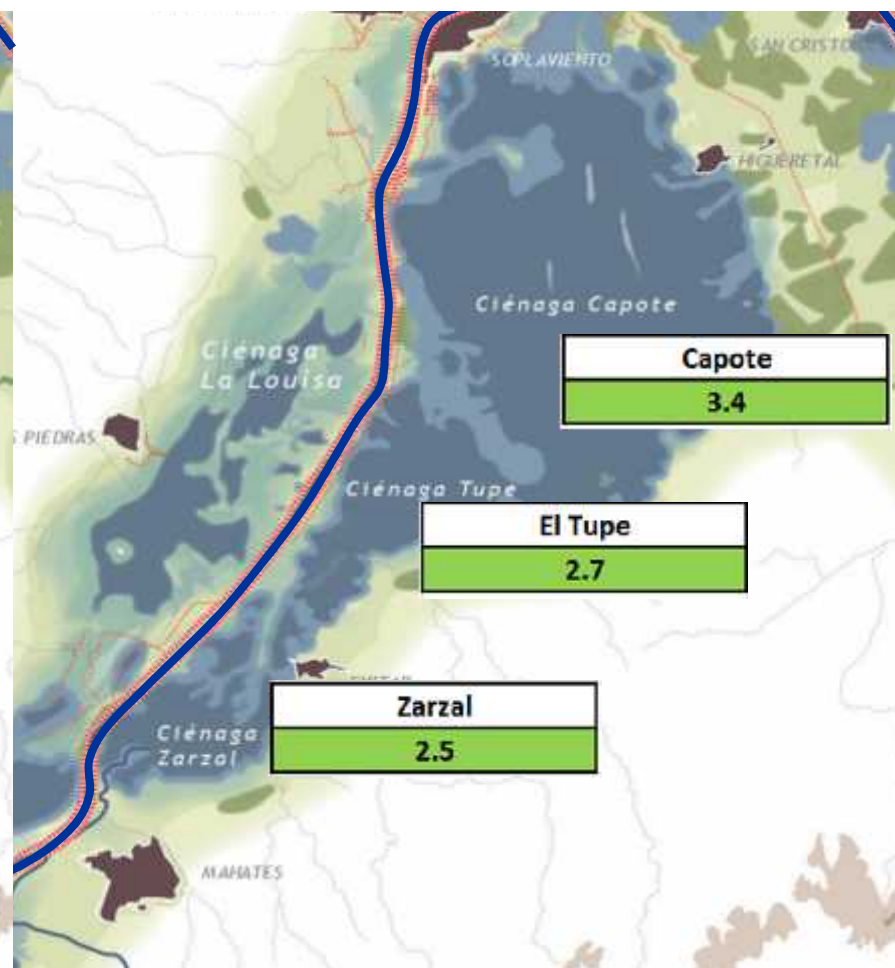 SOPLAVIENTO
SAN CRISTO
HIGUERETAL
Ciénaga Capote
Ciénaga
La Louisa
Capote
3.4
S PIEDRAS
Ciénaga Tupe
El Tupe
2.7
Zarzal
2.5
Ciénaga
Zarzal
MAHATES